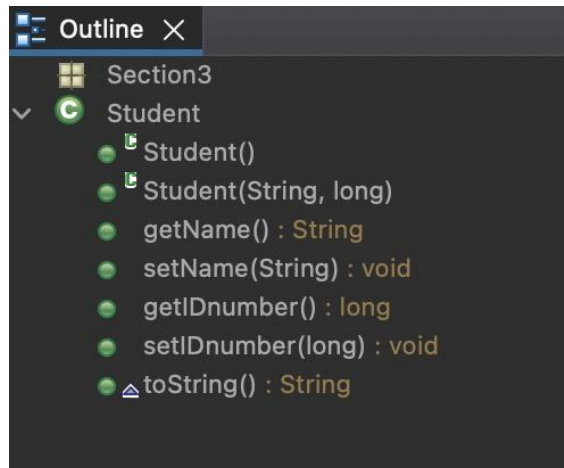 Outline
Section3
Student
Student()
Student(String, long)
getName() : String
setName(String) : void
getIDnumber() : long
setIDnumber(long) : void
toString() : String